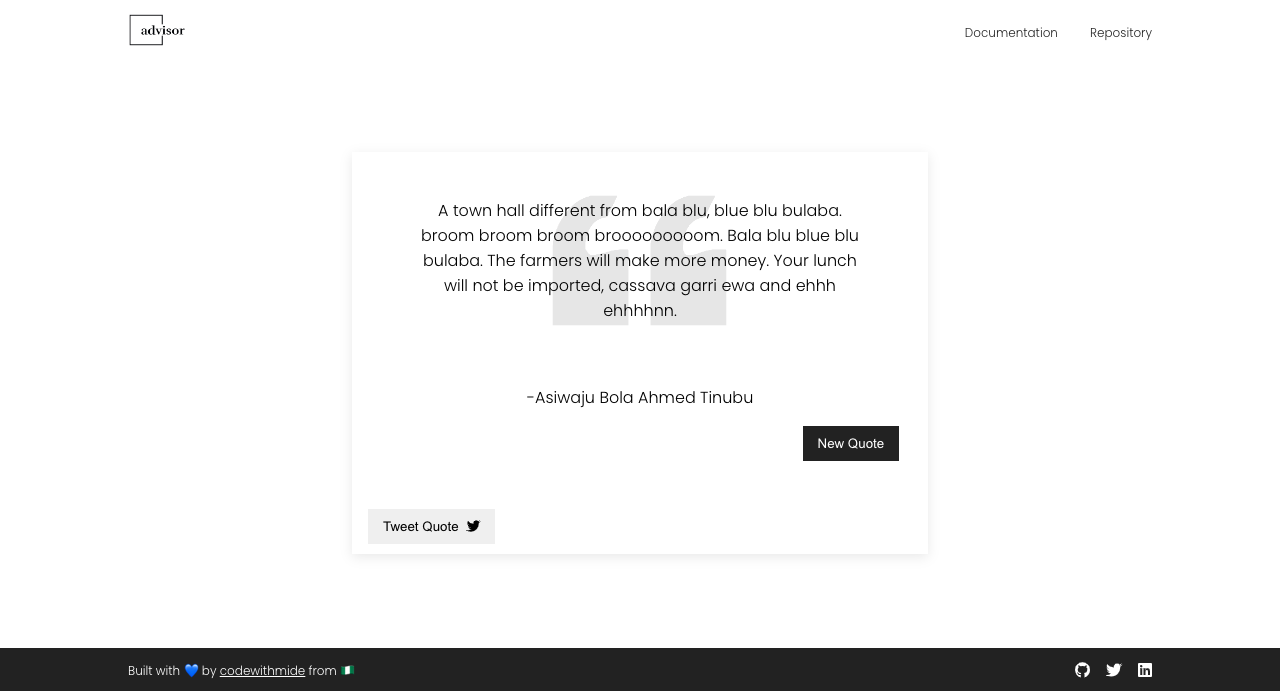 advisor
Documentation
Repository
A town hall different from bala blu, blue blu bulaba.
broom broom broom brooooooooom. Bala blu blue blu
bulaba. The farmers will make more money. Your lunch
will not be imported, cassava garri ewa and ehhh
ehhhhnn.
-Asiwaju Bola Ahmed Tinubu
New Quote
Tweet Quote
Built with 💙 by codewithmide from 🇳🇬